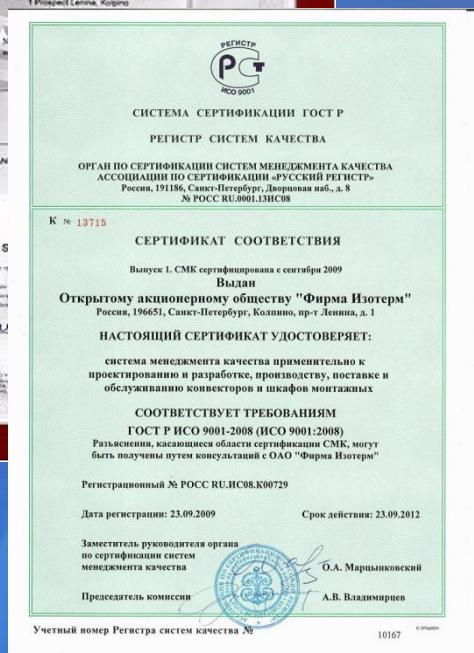 1 Prospect Lenina, Kolpino
РЕГИСТР
РСТ
ИСО 9001
СИСТЕМА СЕРТИФИКАЦИИ ГОСТ Р
РЕГИСТР СИСТЕМ КАЧЕСТВА
ОРГАН ПО СЕРТИФИКАЦИИ СИСТЕМ МЕНЕДЖМЕНТА КАЧЕСТВА
АССОЦИАЦИИ ПО СЕРТИФИКАЦИИ «РУССКИЙ РЕГИСТР»
Россия, 191186, Санкт-Петербург, Дворцовая наб., д. 8
№ РОСС RU.0001.13ИС08
К № 13715
СЕРТИФИКАТ СООТВЕТСТВИЯ
Выпуск 1. СМК сертифицирована с сентября 2009
Выдан
Открытому акционерному обществу "Фирма Изотерм"
Россия, 196651, Санкт-Петербург, Колпино, пр-т Ленина, д. 1
НАСТОЯЩИЙ СЕРТИФИКАТ УДОСТОВЕРЯЕТ:
система менеджмента качества применительно к
проектированию и разработке, производству, поставке и
обслуживанию конвекторов и шкафов монтажных
СООТВЕТСТВУЕТ ТРЕБОВАНИЯМ
ГОСТ Р ИСО 9001-2008 (ИСО 9001:2008)
Разъяснения, касающиеся области сертификации СМК, могут
быть получены путем консультаций с ОАО "Фирма Изотерм"
Регистрационный № РОСС RU.ИС08.К00729
Дата регистрации: 23.09.2009 Срок действия: 23.09.2012
Заместитель руководителя органа
по сертификации систем
менеджмента качества О.А. Марцынковский
Председатель комиссии А.В. Владимирцев
Учетный номер Регистра систем качества № 10167